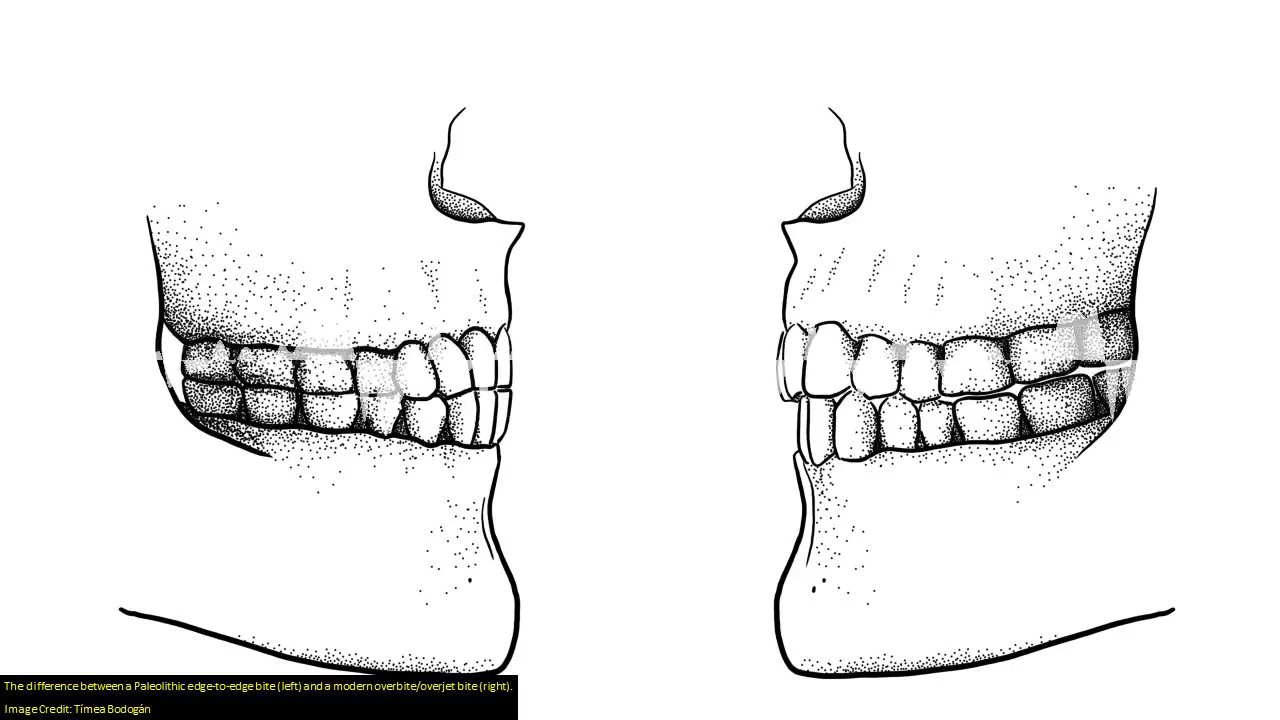 The difference between a Paleolithic edge-to-edge bite (left) and a modern overbite/overjet bite (right).
Image Credit: Tímea Bodogán